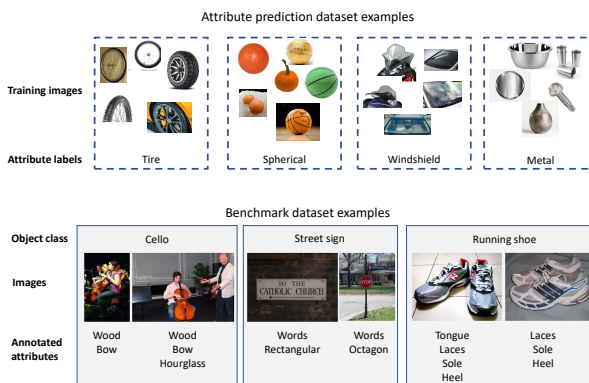 Attribute prediction dataset examples
Training images
Attribute labels
Tire
Spherical
Windshield
Metal
Benchmark dataset examples
Object class
Cello
Street sign
Running shoe
Images
TO THE
CATHOLIC CHURCH
STOP
Annotated
attributes
Wood
Bow
Wood
Bow
Hourglass
Words
Rectangular
Words
Octagon
Tongue
Laces
Sole
Heel
Laces
Sole
Heel